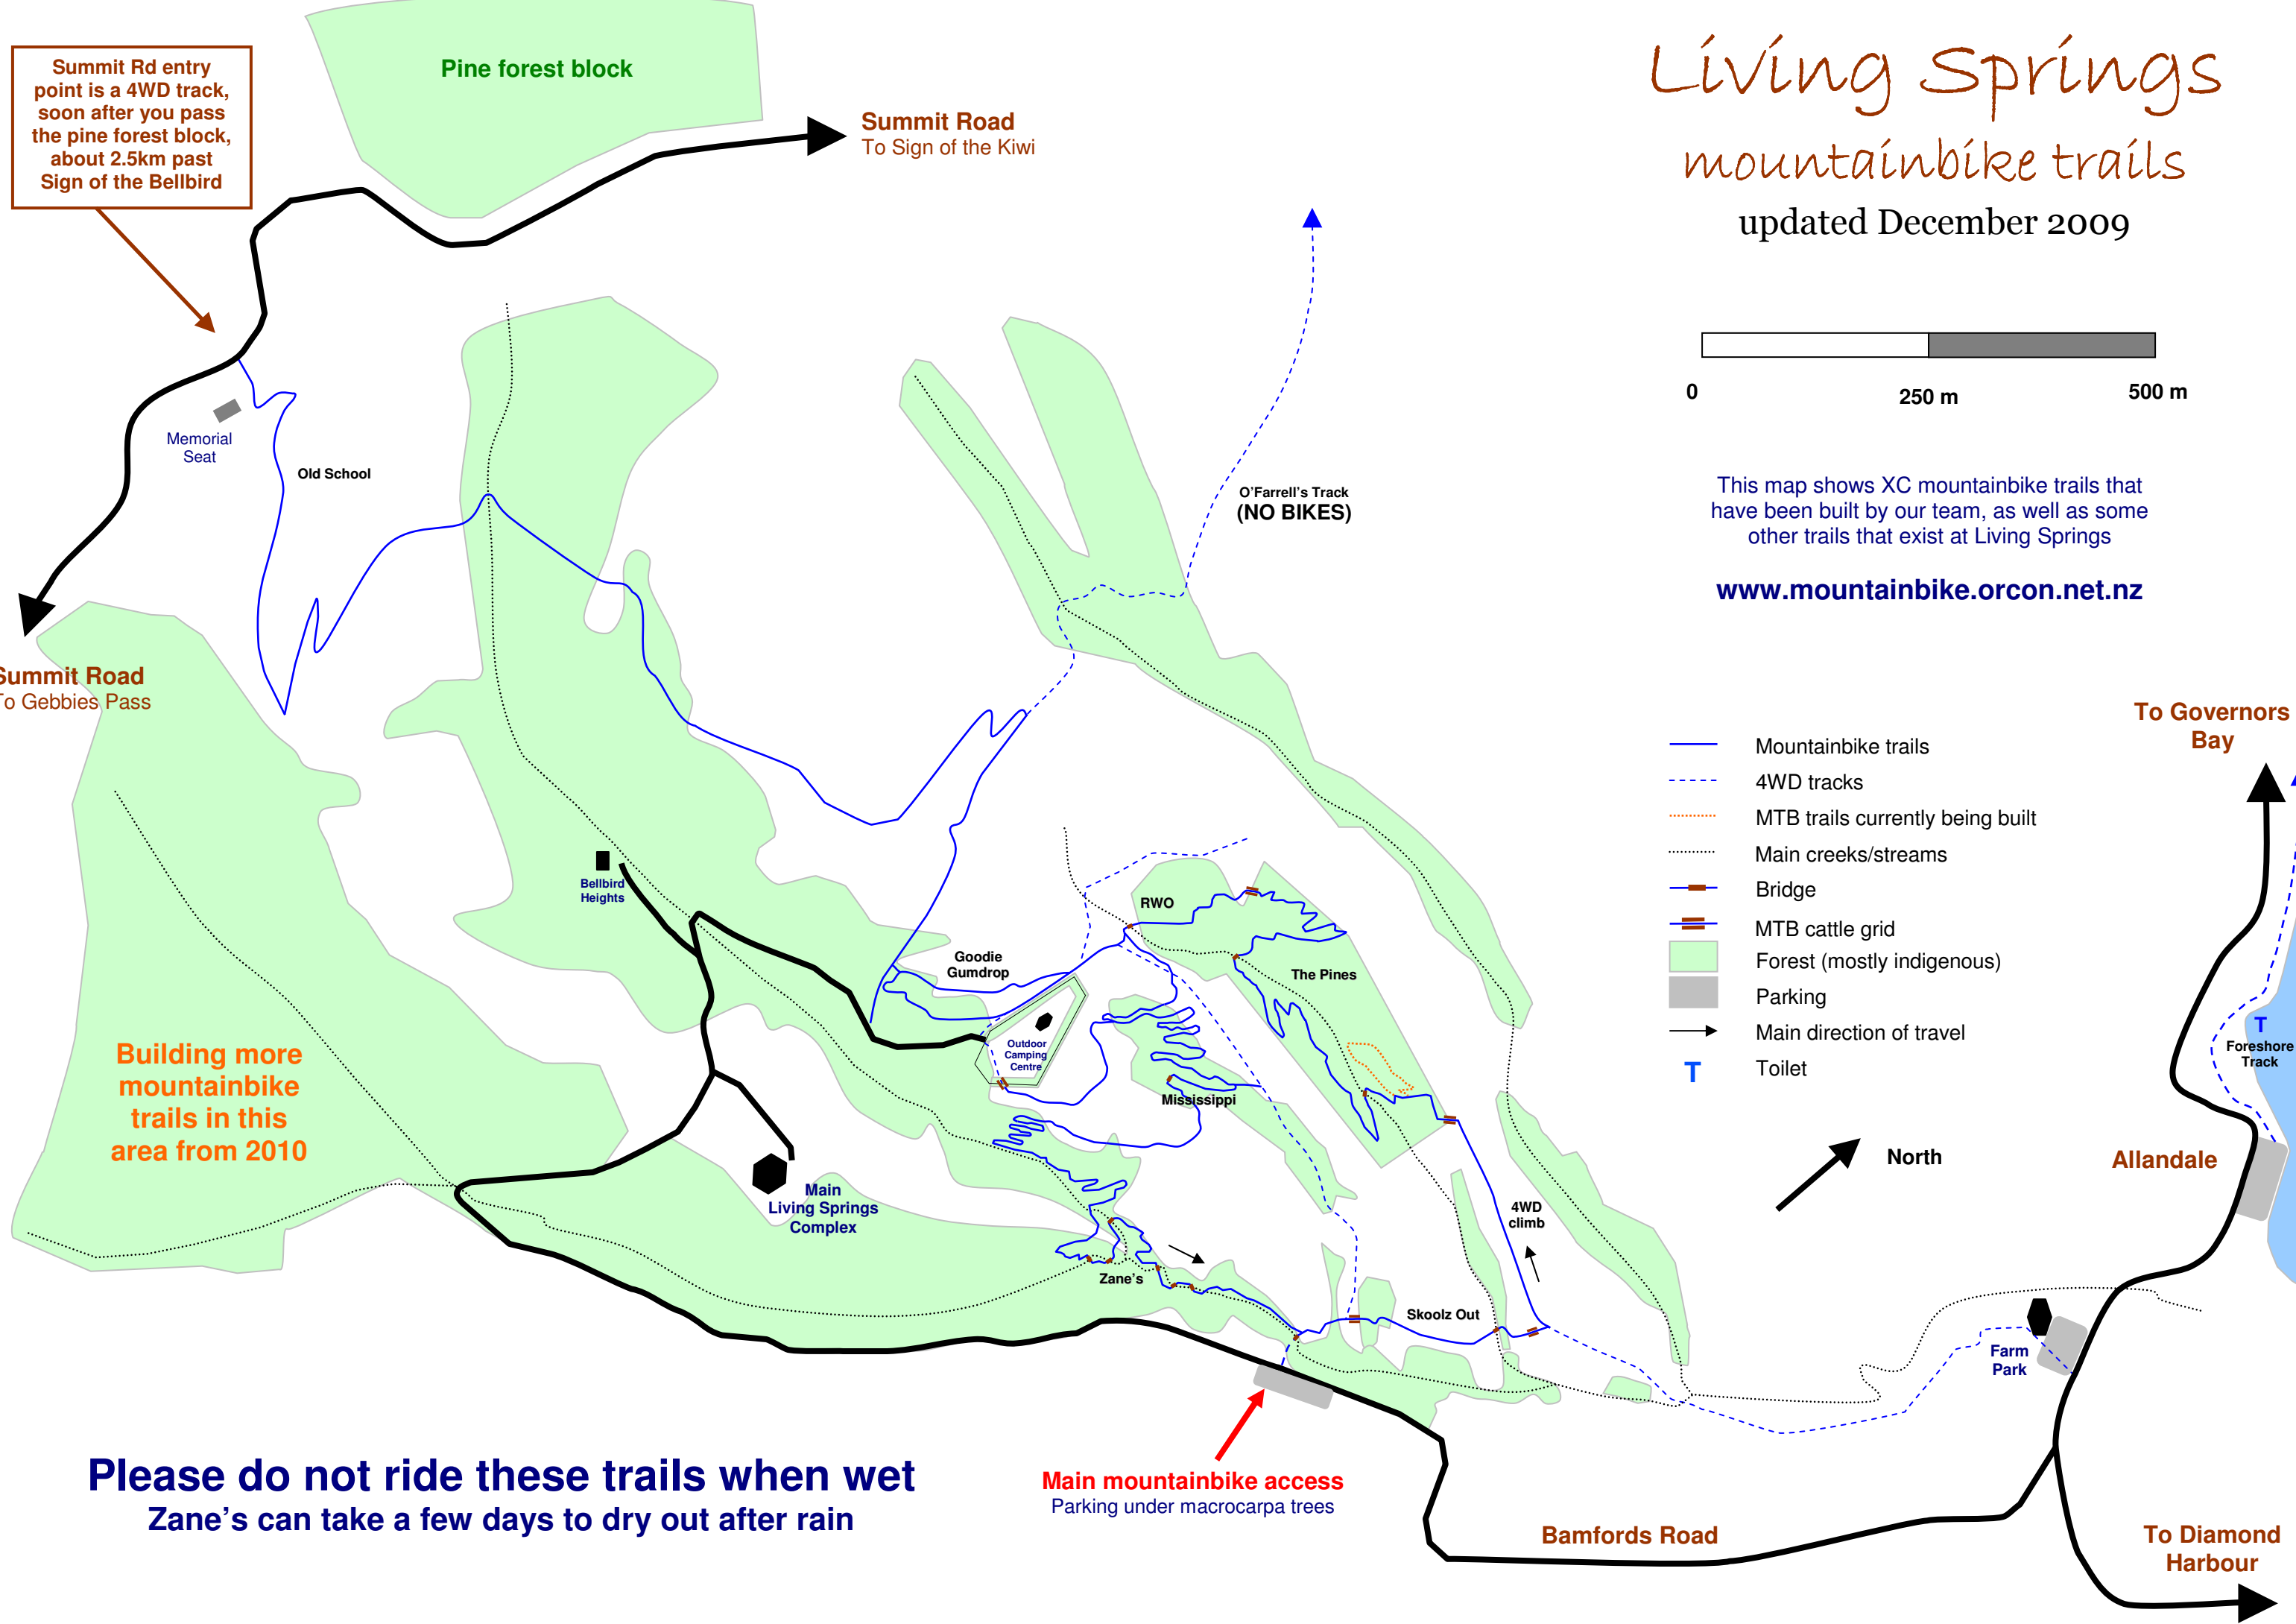 Living Springs
mountainbike trails
updated December 2009
0
250 m
500 m
This map shows XC mountainbike trails that
have been built by our team, as well as some
other trails that exist at Living Springs
www.mountainbike.orcon.net.nz
Summit Rd entry
point is a 4WD track,
soon after you pass
the pine forest block,
about 2.5km past
Sign of the Bellbird
Pine forest block
Summit Road
To Sign of the Kiwi
Memorial
Seat
Old School
O'Farrell's Track
(NO BIKES)
Summit Road
To Gebbies Pass
Mountainbike trails
4WD tracks
MTB trails currently being built
Main creeks/streams
Bridge
MTB cattle grid
Forest (mostly indigenous)
Parking
Main direction of travel
T
Toilet
To Governors
Bay
T
Foreshore
Track
Bellbird
Heights
RWO
Goodie
Gumdrop
The Pines
Outdoor
Camping
Centre
Mississippi
Building more
mountainbike
trails in this
area from 2010
North
Allandale
Main
Living Springs
Complex
4WD
climb
Zane's
Skoolz Out
Farm
Park
Main mountainbike access
Parking under macrocarpa trees
Please do not ride these trails when wet
Zane's can take a few days to dry out after rain
Bamfords Road
To Diamond
Harbour